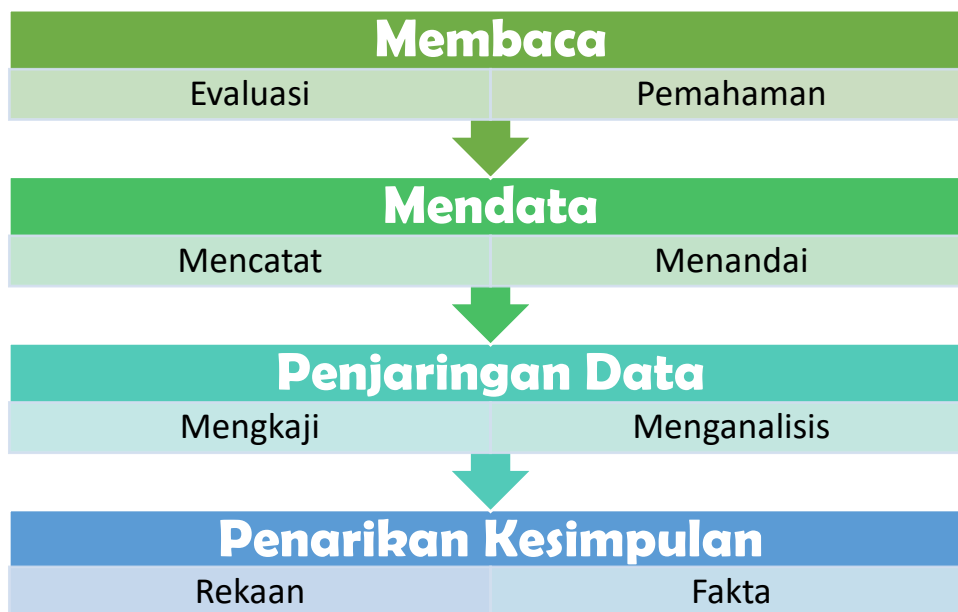 Membaca
Evaluasi Pemahaman
Mendata
Mencatat Menandai
Penjaringan Data
Mengkaji Menganalisis
Penarikan Kesimpulan
Rekaan Fakta